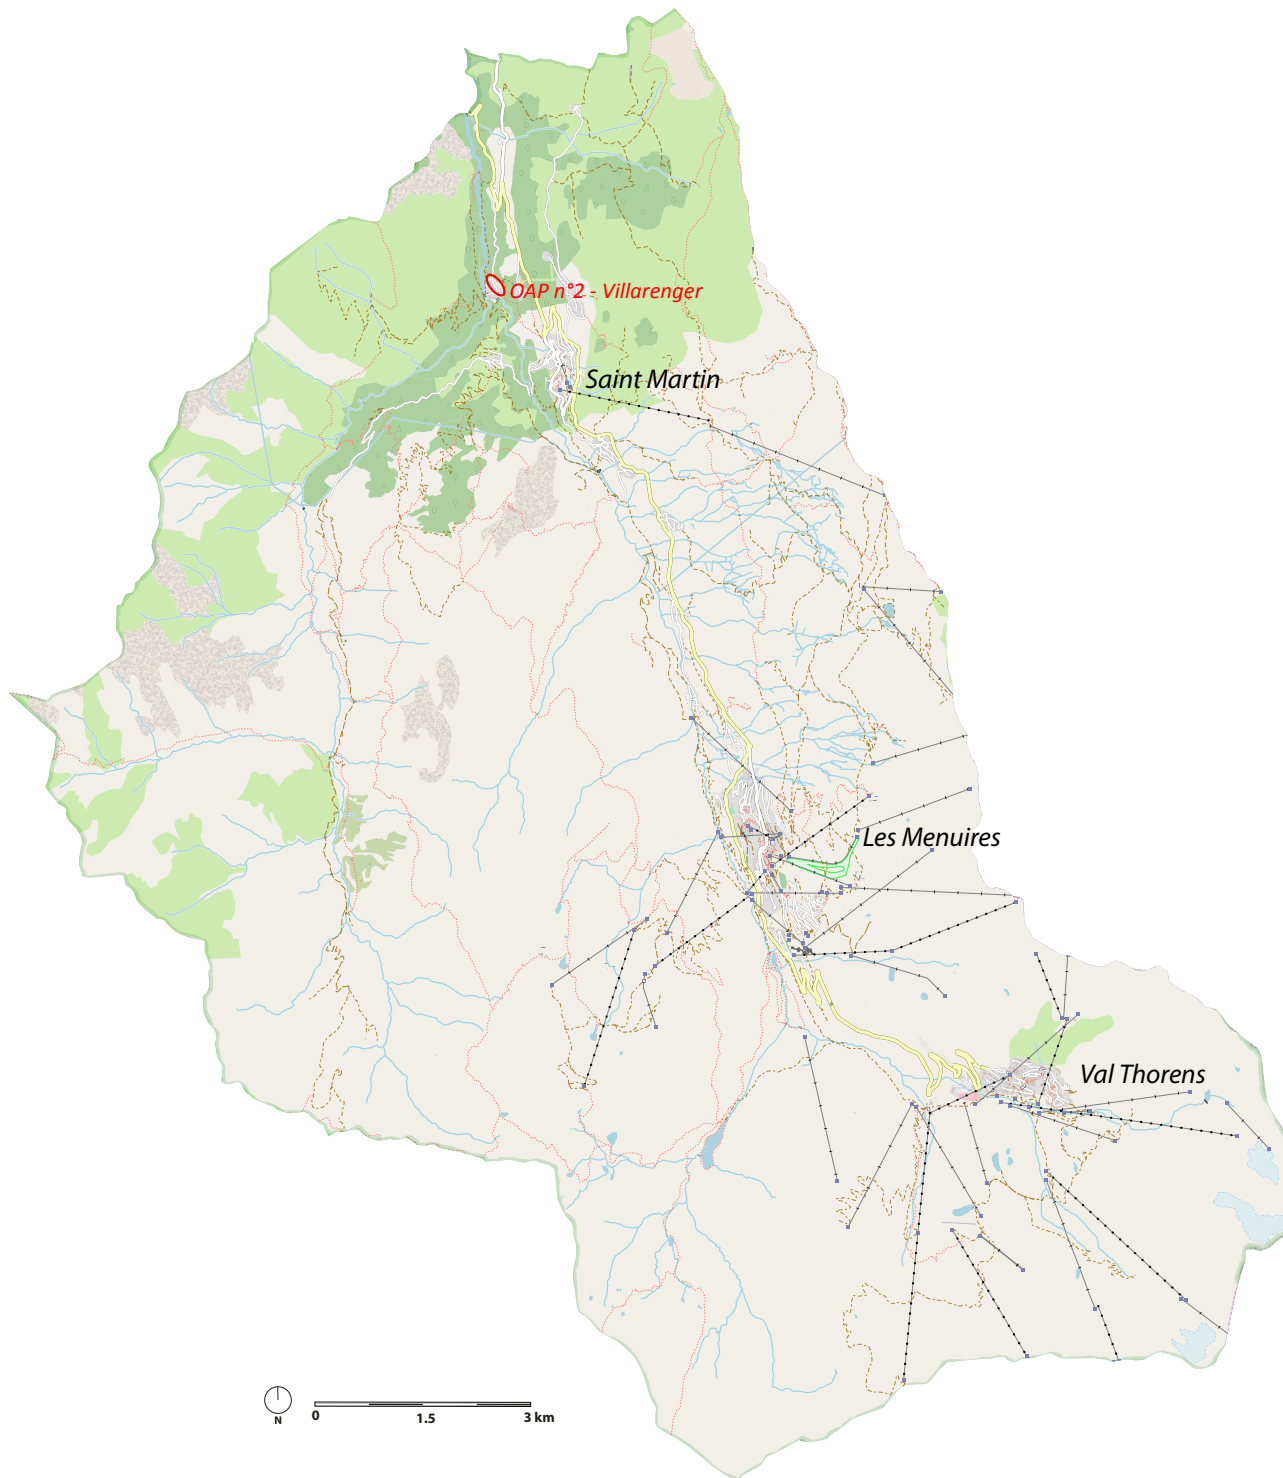 OAP n°2 - Villarenger
Saint Martin
Les Menuires
Val Thorens
N
0
1.5
3 km